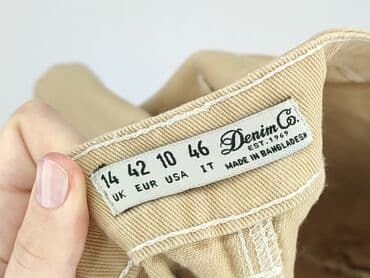 14 42 10 46
UK EUR USA IT
Denim Co.
EST. 1969
MADE IN BANGLADESH